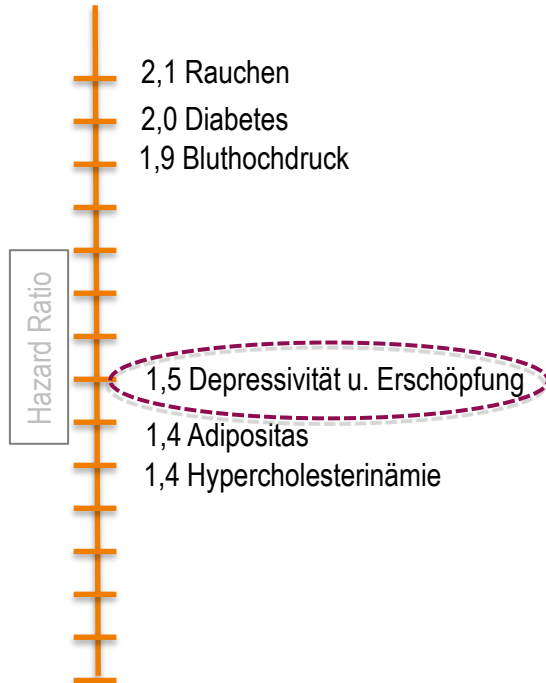 2,1 Rauchen
2,0 Diabetes
1,9 Bluthochdruck
Hazard Ratio
1,5 Depressivität u. Erschöpfung
1,4 Adipositas
1,4 Hypercholesterinämie